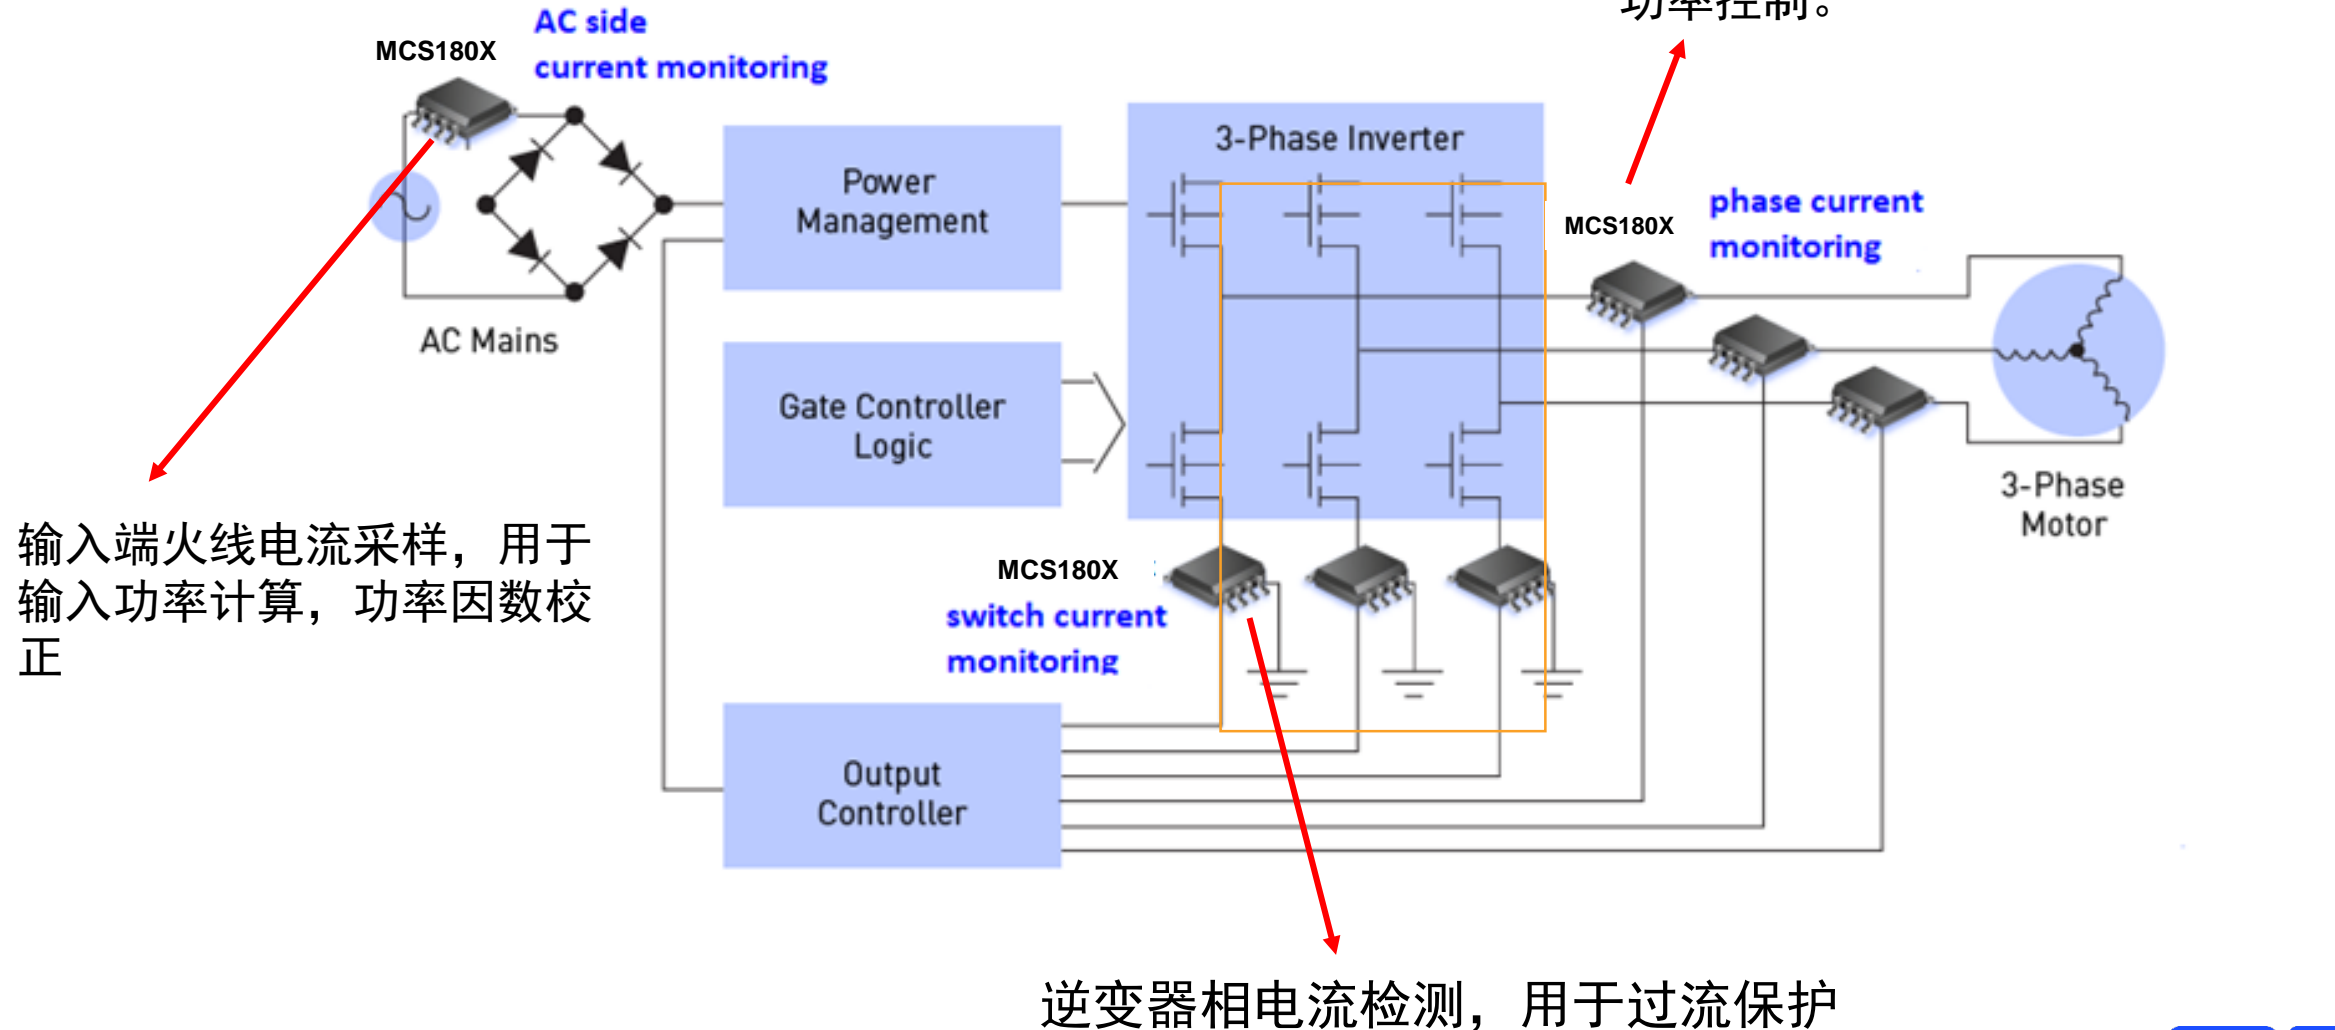 功率控制。
AC side
current monitoring
MCS180X
3-Phase Inverter
Power
Management
MCS180X
phase current
monitoring
AC Mains
Gate Controller
Logic
3-Phase
Motor
输入端火线电流采样，用于
输入功率计算，功率因数校
正
MCS180X
switch current
monitoring
Output
Controller
逆变器相电流检测，用于过流保护